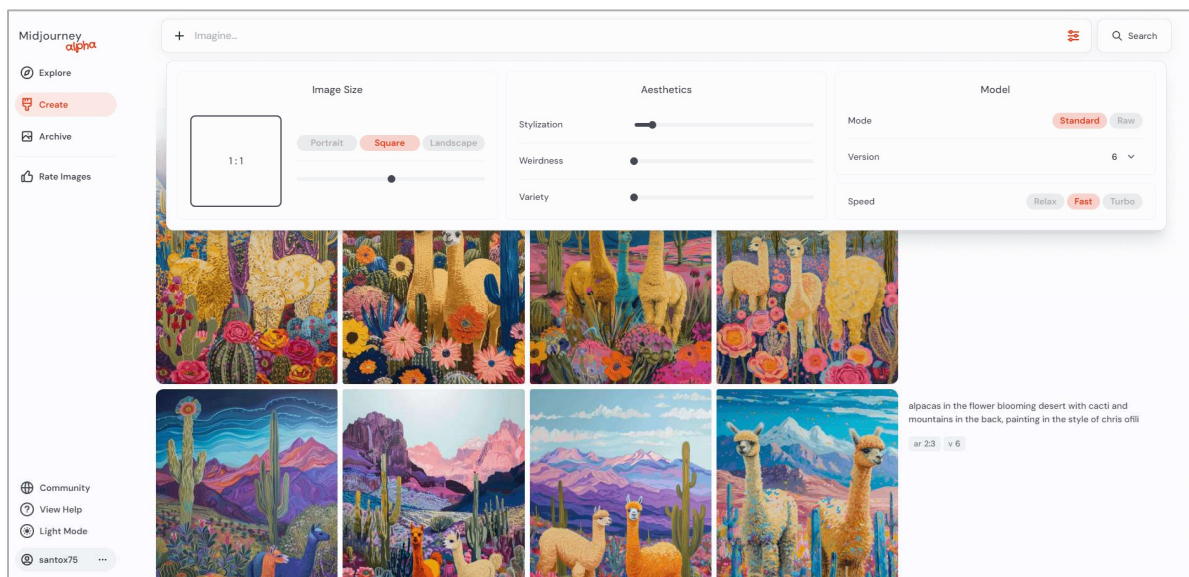 Midjourney
alpha
Explore
Create
Archive
Rate Images
Community
View Help
Light Mode
santox75 ...
+ Imagine...
Search
Image Size
1:1
Portrait Square Landscape
Aesthetics
Stylization
Weirdness
Variety
Model
Mode Standard Raw
Version 6
Speed Relax Fast Turbo
alpacas in the flower blooming desert with cacti and
mountains in the back, painting in the style of chris ofili
ar 2:3 v 6